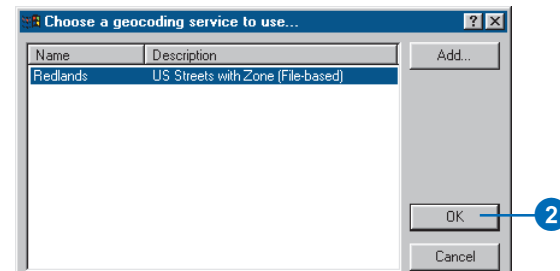 Choose a geocoding service to use...
Name Description
Add...
Redlands US Streets with Zone (File-based)
OK
2
Cancel